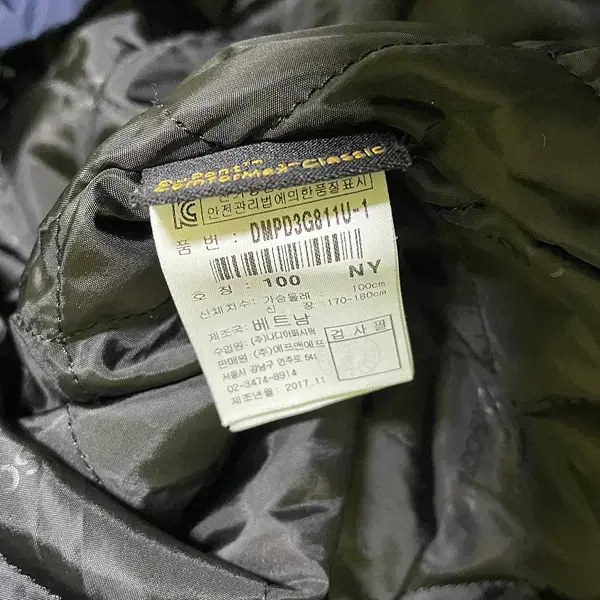 Du Pont™
ComforMax-Classic
안전관리법에의한품질표시
품 번 : DMPD3G811U-1
호 칭 : 100 NY
신체치수: 가슴둘레 100cm
신 장 : 170-180cm
제조국: 베트남
수입원: (주)나디아퍼시픽
판매원 (주)에프앤에프
서울시 강남구 언주로 541
02-3474-8914
제조년월: 2017.11
검사필